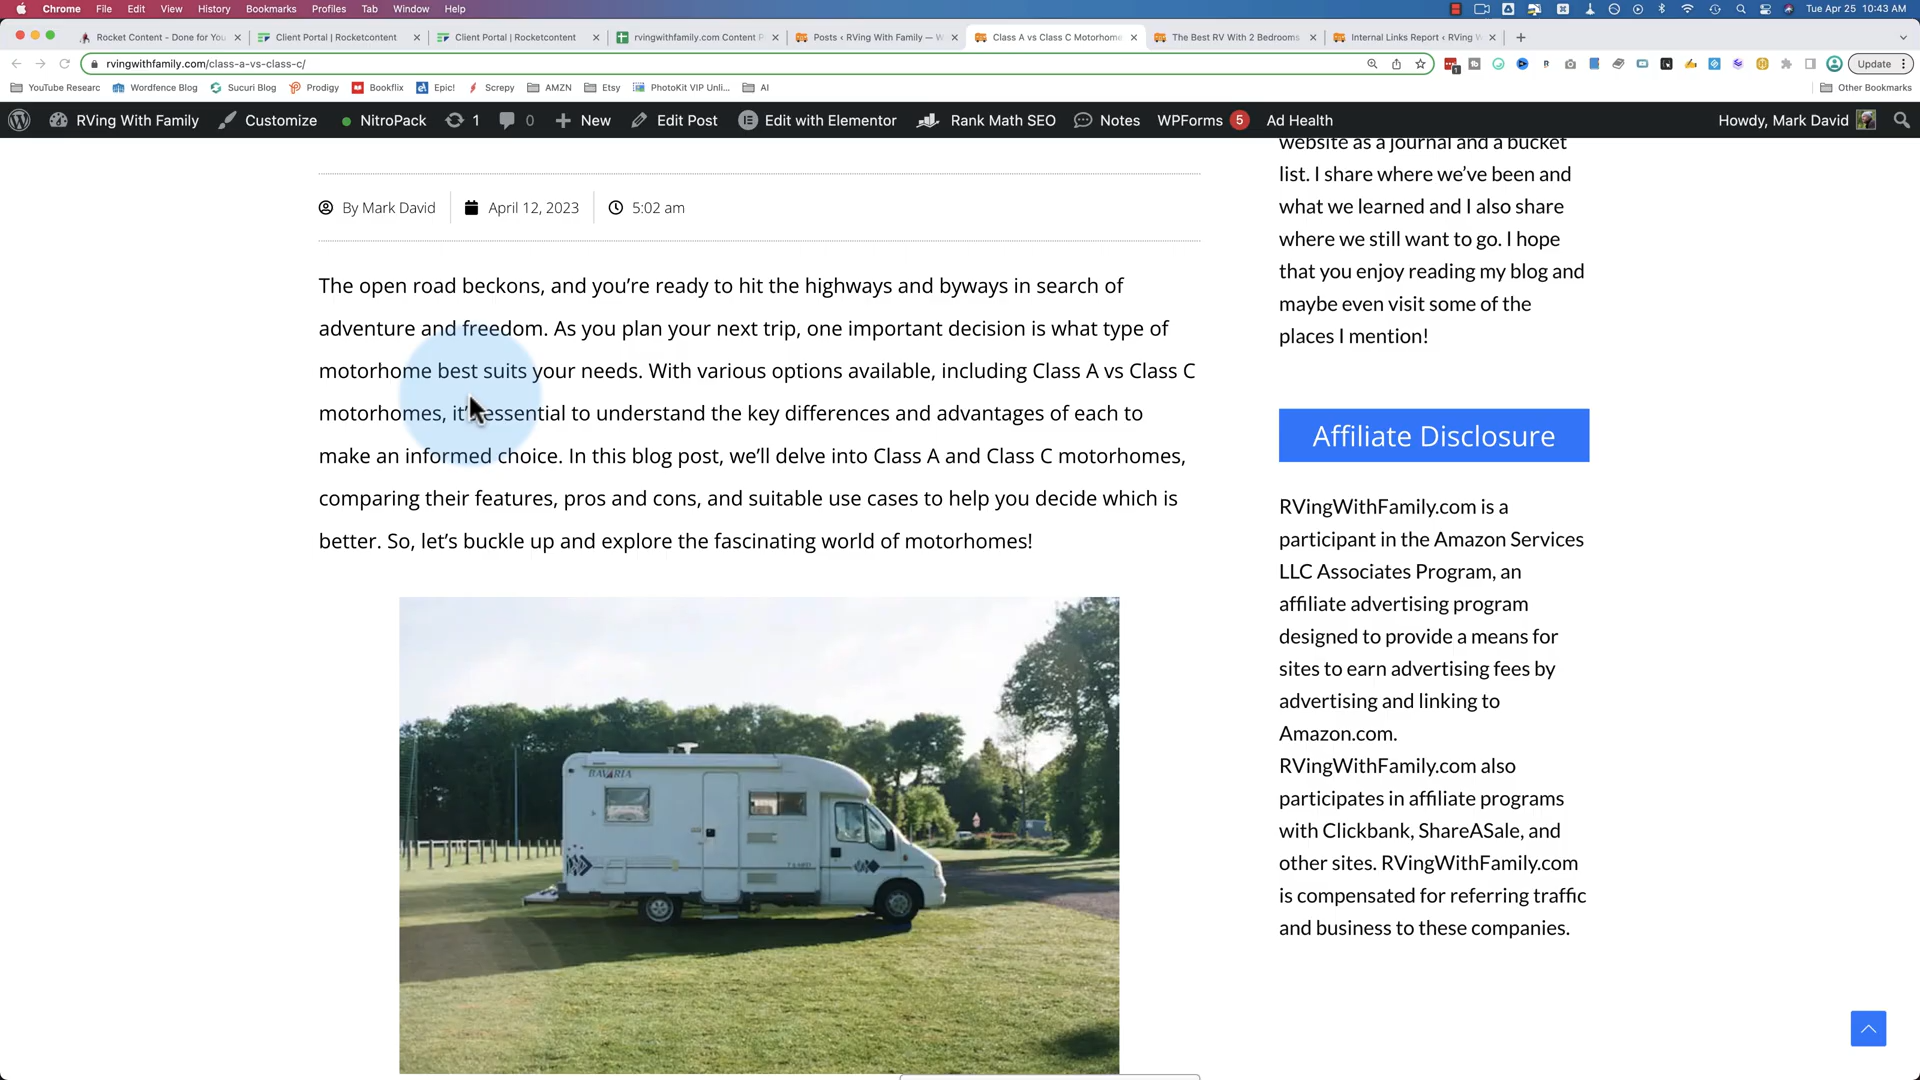 Chrome File Edit View History Bookmarks Profiles Tab Window Help Tue Apr 25 10:43 AM
Rocket Content - Done for You Client Portal | Rocketcontent Client Portal | Rocketcontent rvingwithfamily.com Content P Posts ‹ RVing With Family — W Class A vs Class C Motorhome The Best RV With 2 Bedrooms Internal Links Report ‹ RVing W
rvingwithfamily.com/class-a-vs-class-c/ Update
YouTube Researc Wordfence Blog Sucuri Blog Prodigy Bookflix Epic! Screpy AMZN Etsy PhotoKit VIP Unli... AI Other Bookmarks
RVing With Family Customize NitroPack 1 0 New Edit Post Edit with Elementor Rank Math SEO Notes WPForms 5 Ad Health Howdy, Mark David
By Mark David April 12, 2023 5:02 am
The open road beckons, and you're ready to hit the highways and byways in search of
adventure and freedom. As you plan your next trip, one important decision is what type of
motorhome best suits your needs. With various options available, including Class A vs Class C
motorhomes, it's essential to understand the key differences and advantages of each to
make an informed choice. In this blog post, we'll delve into Class A and Class C motorhomes,
comparing their features, pros and cons, and suitable use cases to help you decide which is
better. So, let's buckle up and explore the fascinating world of motorhomes!
BAVARIA
website as a journal and a bucket
list. I share where we've been and
what we learned and I also share
where we still want to go. I hope
that you enjoy reading my blog and
maybe even visit some of the
places I mention!
Affiliate Disclosure
RVingWithFamily.com is a
participant in the Amazon Services
LLC Associates Program, an
affiliate advertising program
designed to provide a means for
sites to earn advertising fees by
advertising and linking to
Amazon.com.
RVingWithFamily.com also
participates in affiliate programs
with Clickbank, ShareASale, and
other sites. RVingWithFamily.com
is compensated for referring traffic
and business to these companies.